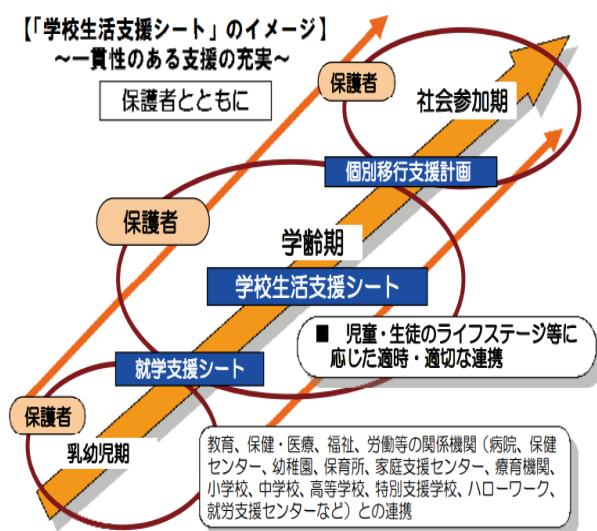 【「学校生活支援シート」のイメージ】
～一貫性のある支援の充実～
保護者とともに
保護者
社会参加期
個別移行支援計画
保護者
学齢期
学校生活支援シート
■ 児童・生徒のライフステージ等に
応じた適時・適切な連携
就学支援シート
保護者
乳幼児期
教育、保健・医療、福祉、労働等の関係機関（病院、保健
センター、幼稚園、保育所、家庭支援センター、療育機関、
小学校、中学校、高等学校、特別支援学校、ハローワーク、
就労支援センターなど）との連携